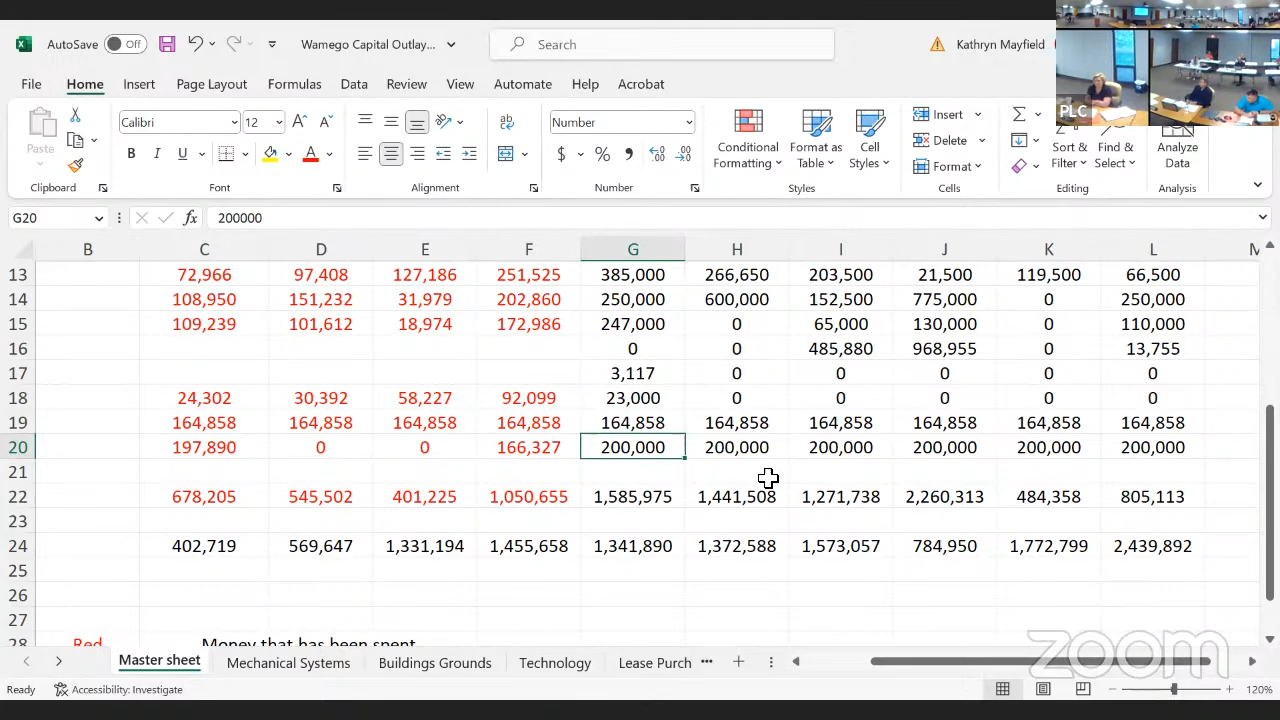 AutoSave Off Wamego Capital Outlay... Search Kathryn Mayfield
File Home Insert Page Layout Formulas Data Review View Automate Help Acrobat
PLC
Paste Calibri 12 Number Insert Delete Format
B I U A $ % Conditional Formatting Format as Table Cell Styles Sort & Filter Find & Select Analyze Data
Clipboard Font Alignment Number Styles Cells Editing Analysis
G20 fx 200000
B C D E F G H I J K L M
13 72,966 97,408 127,186 251,525 385,000 266,650 203,500 21,500 119,500 66,500
14 108,950 151,232 31,979 202,860 250,000 600,000 152,500 775,000 0 250,000
15 109,239 101,612 18,974 172,986 247,000 0 65,000 130,000 0 110,000
16 0 0 485,880 968,955 0 13,755
17 3,117 0 0 0 0 0
18 24,302 30,392 58,227 92,099 23,000 0 0 0 0 0
19 164,858 164,858 164,858 164,858 164,858 164,858 164,858 164,858 164,858 164,858
20 197,890 0 0 166,327 200,000 200,000 200,000 200,000 200,000 200,000
21
22 678,205 545,502 401,225 1,050,655 1,585,975 1,441,508 1,271,738 2,260,313 484,358 805,113
23
24 402,719 569,647 1,331,194 1,455,658 1,341,890 1,372,588 1,573,057 784,950 1,772,799 2,439,892
25
26
27
28 Red Money that has been spent
zoom
Master sheet Mechanical Systems Buildings Grounds Technology Lease Purch ...
Ready Accessibility: Investigate 120%